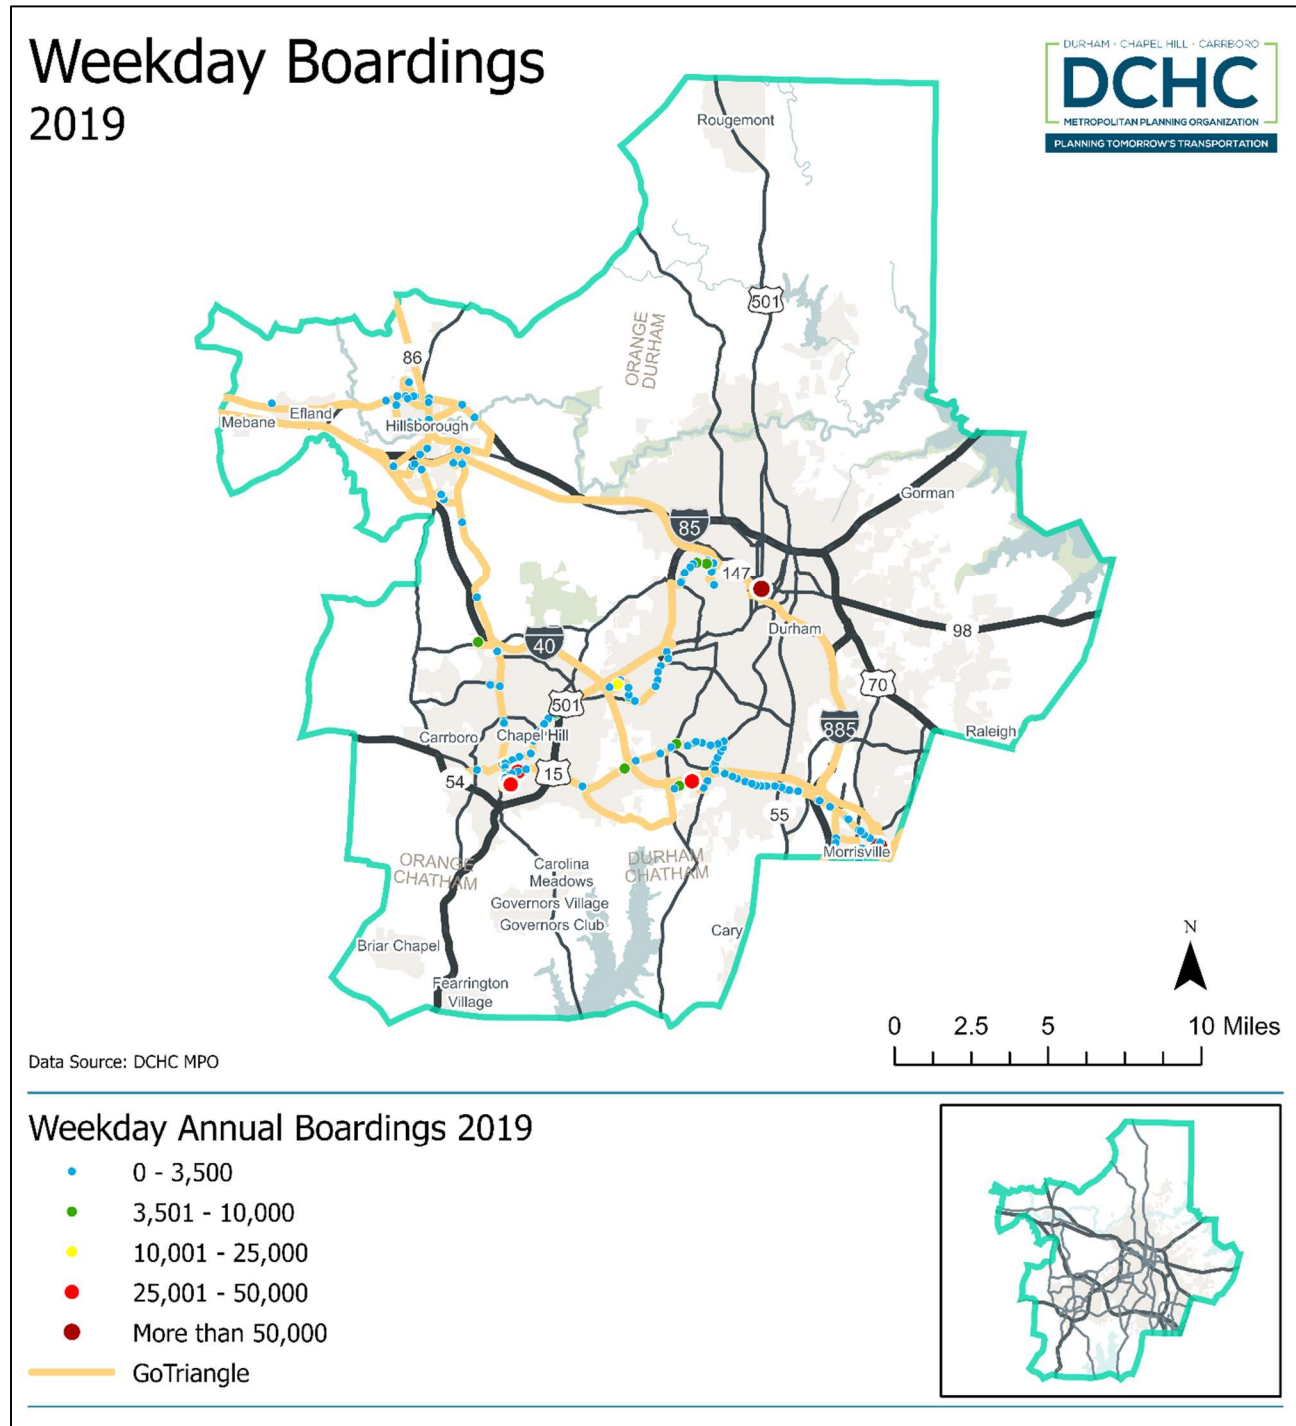 Weekday Boardings
2019
DURHAM · CHAPEL HILL · CARRBORO
DCHC
METROPOLITAN PLANNING ORGANIZATION
PLANNING TOMORROW'S TRANSPORTATION
Rougemont
501
ORANGE
DURHAM
86
Mebane
Efland
Hillsborough
Gorman
85
147
Durham
98
40
70
501
885
Raleigh
Carrboro
Chapel Hill
54
15
55
Morrisville
ORANGE
CHATHAM
DURHAM
CHATHAM
Carolina
Meadows
Governors Village
Governors Club
Cary
Briar Chapel
Fearrington
Village
N
0 2.5 5 10 Miles
Data Source: DCHC MPO
Weekday Annual Boardings 2019
0 - 3,500
3,501 - 10,000
10,001 - 25,000
25,001 - 50,000
More than 50,000
GoTriangle